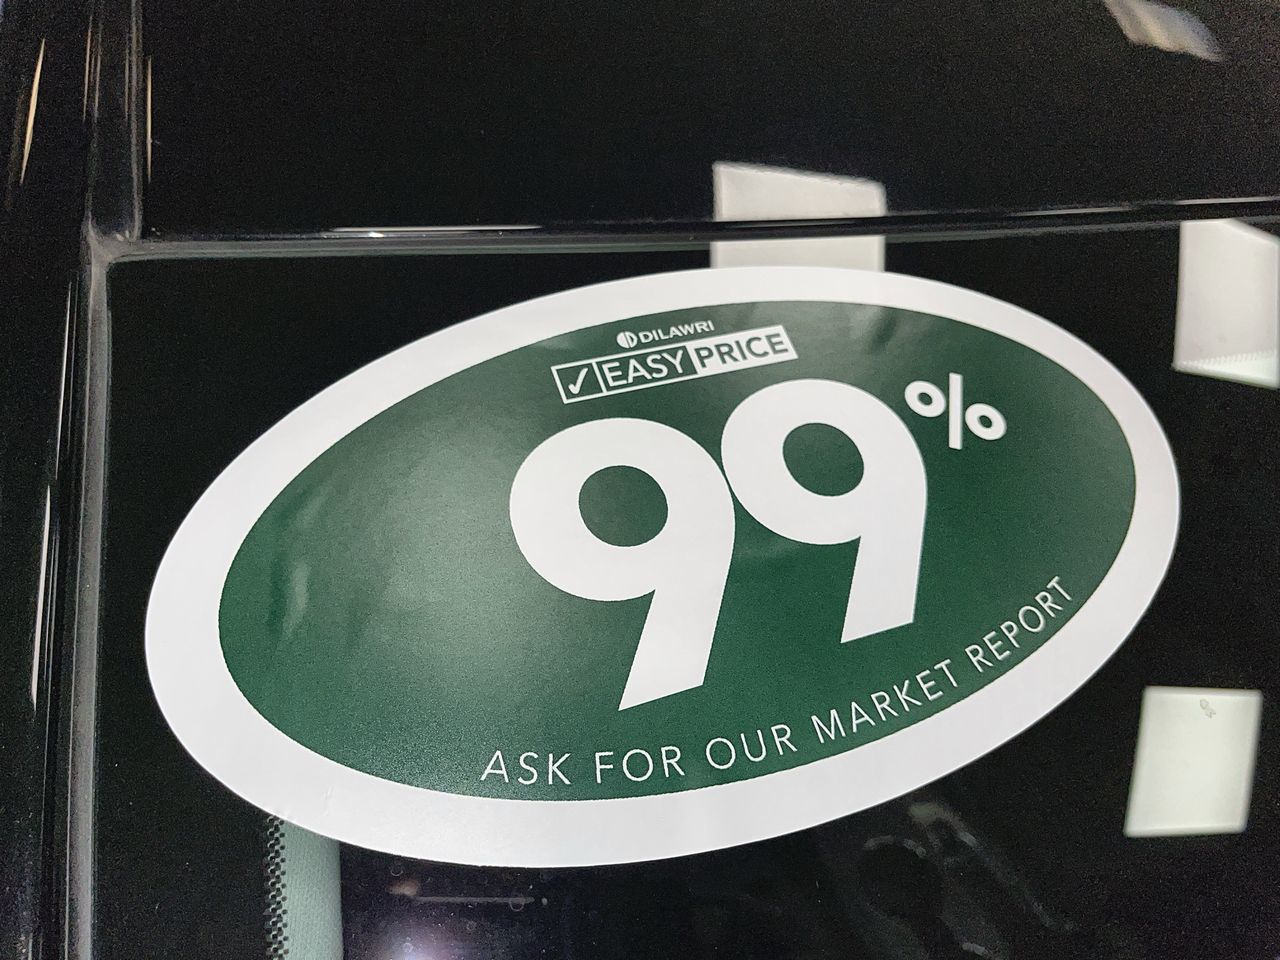 DILAWRI
✓ EASY PRICE
99%
ASK FOR OUR MARKET REPORT